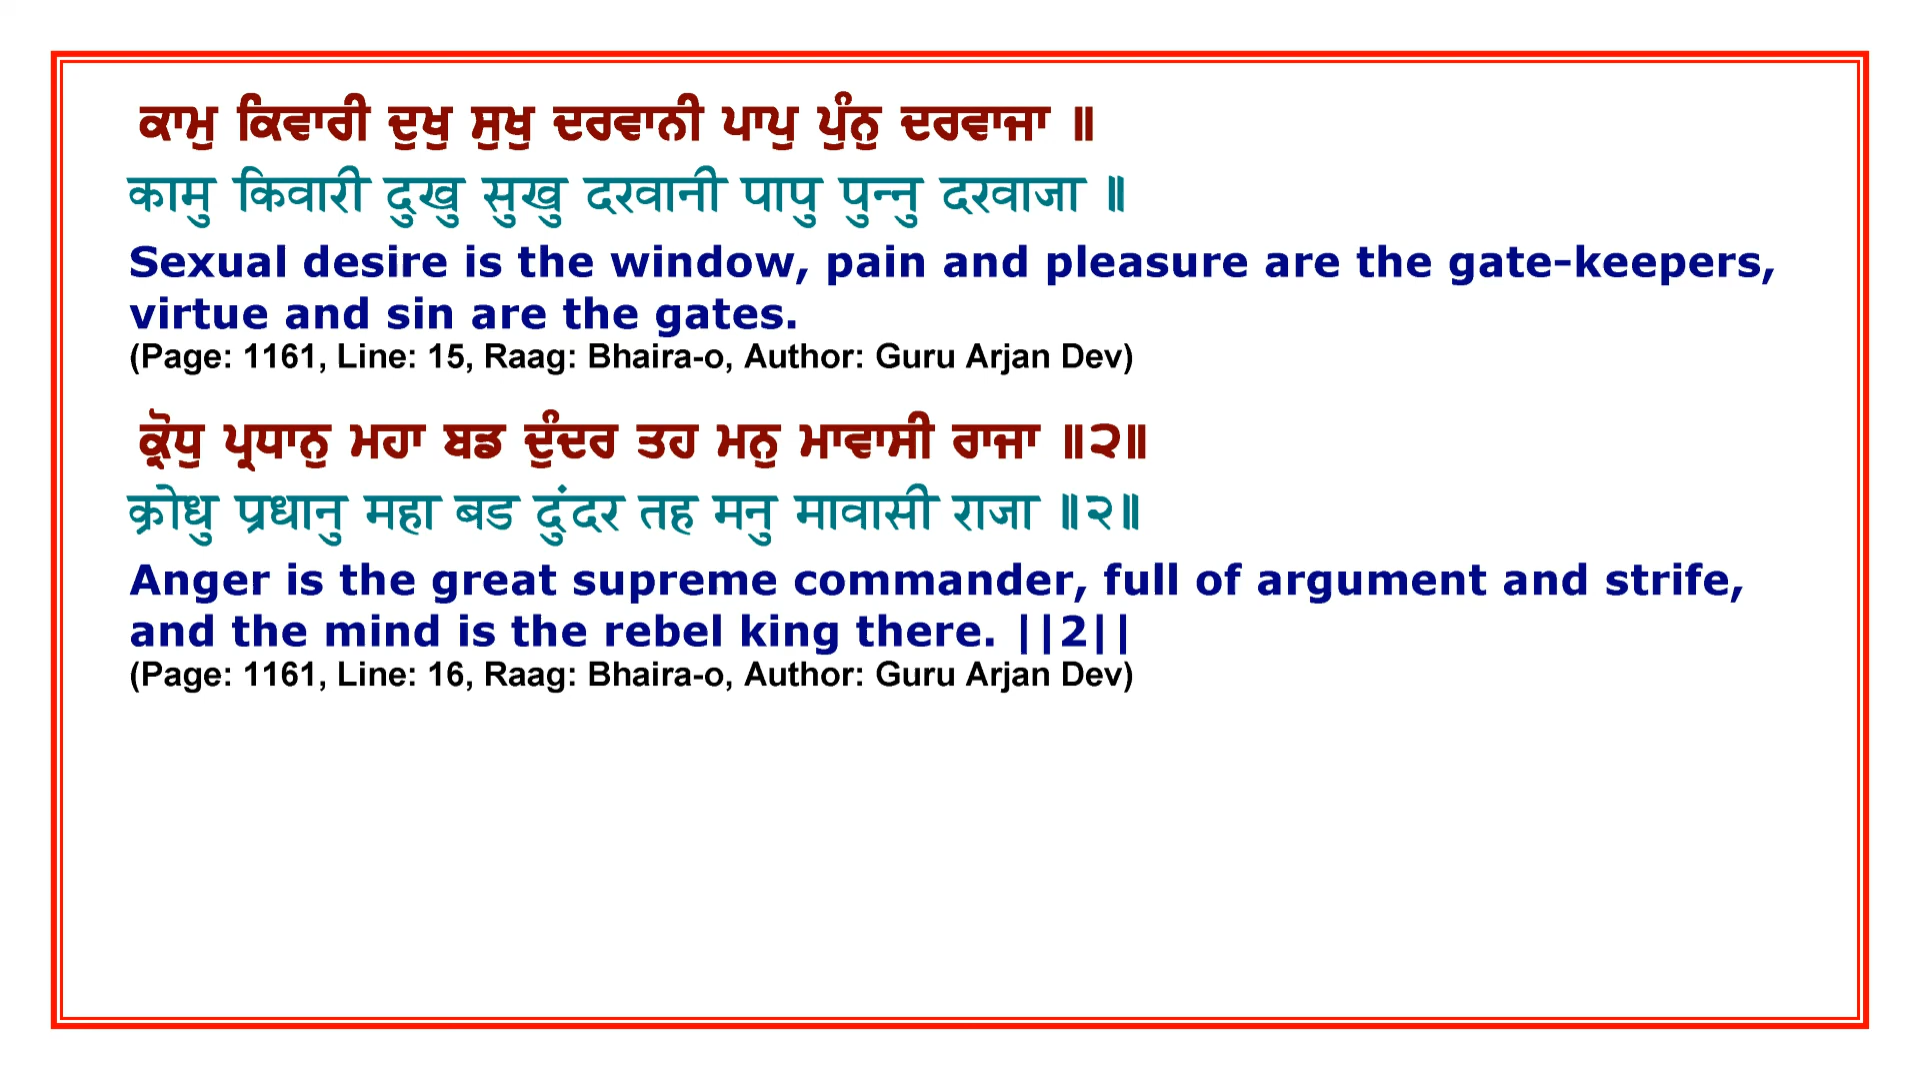 ਕਾਮੁ ਕਿਵਾਰੀ ਦੁਖੁ ਸੁਖੁ ਦਰਵਾਨੀ ਪਾਪੁ ਪੁੰਨੁ ਦਰਵਾਜਾ ॥
कामु किवारी दुखु सुखु दरवानी पापु पुन्नु दरवाजा ॥
Sexual desire is the window, pain and pleasure are the gate-keepers,
virtue and sin are the gates.
(Page: 1161, Line: 15, Raag: Bhaira-o, Author: Guru Arjan Dev)
ਕ੍ਰੋਧੁ ਪ੍ਰਧਾਨੁ ਮਹਾ ਬਡ ਦੁੰਦਰ ਤਹ ਮਨੁ ਮਾਵਾਸੀ ਰਾਜਾ ॥੨॥
क्रोधु प्रधानु महा बड दुंदर तह मनु मावासी राजा ॥२॥
Anger is the great supreme commander, full of argument and strife,
and the mind is the rebel king there. ||2||
(Page: 1161, Line: 16, Raag: Bhaira-o, Author: Guru Arjan Dev)